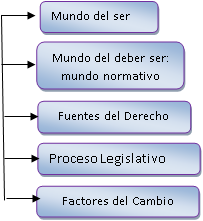 Mundo del ser
Mundo del deber ser:
mundo normativo
Fuentes del Derecho
Proceso Legislativo
Factores del Cambio